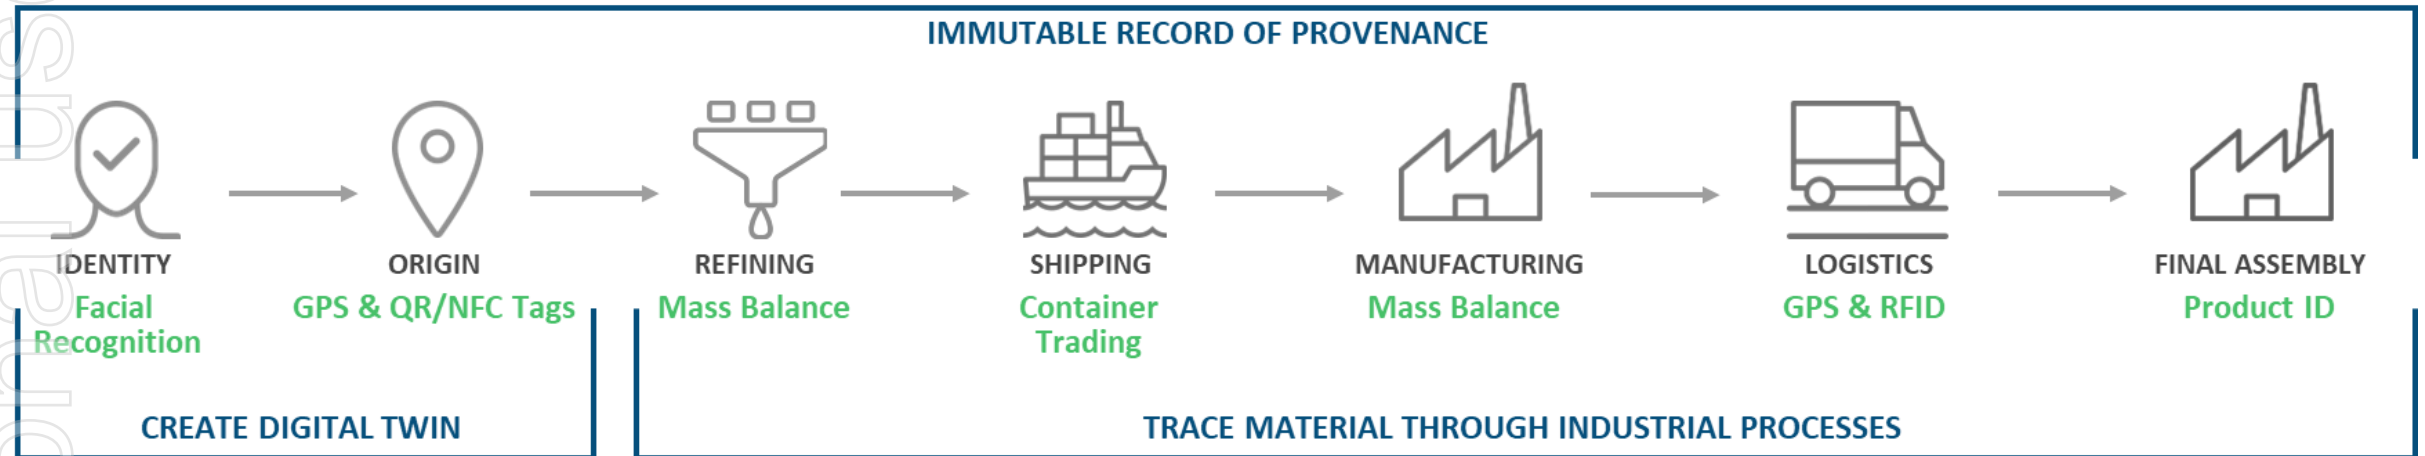 IMMUTABLE RECORD OF PROVENANCE
IDENTITY
Facial
Recognition
ORIGIN
GPS & QR/NFC Tags
REFINING
Mass Balance
SHIPPING
Container
Trading
MANUFACTURING
Mass Balance
LOGISTICS
GPS & RFID
FINAL ASSEMBLY
Product ID
CREATE DIGITAL TWIN
TRACE MATERIAL THROUGH INDUSTRIAL PROCESSES